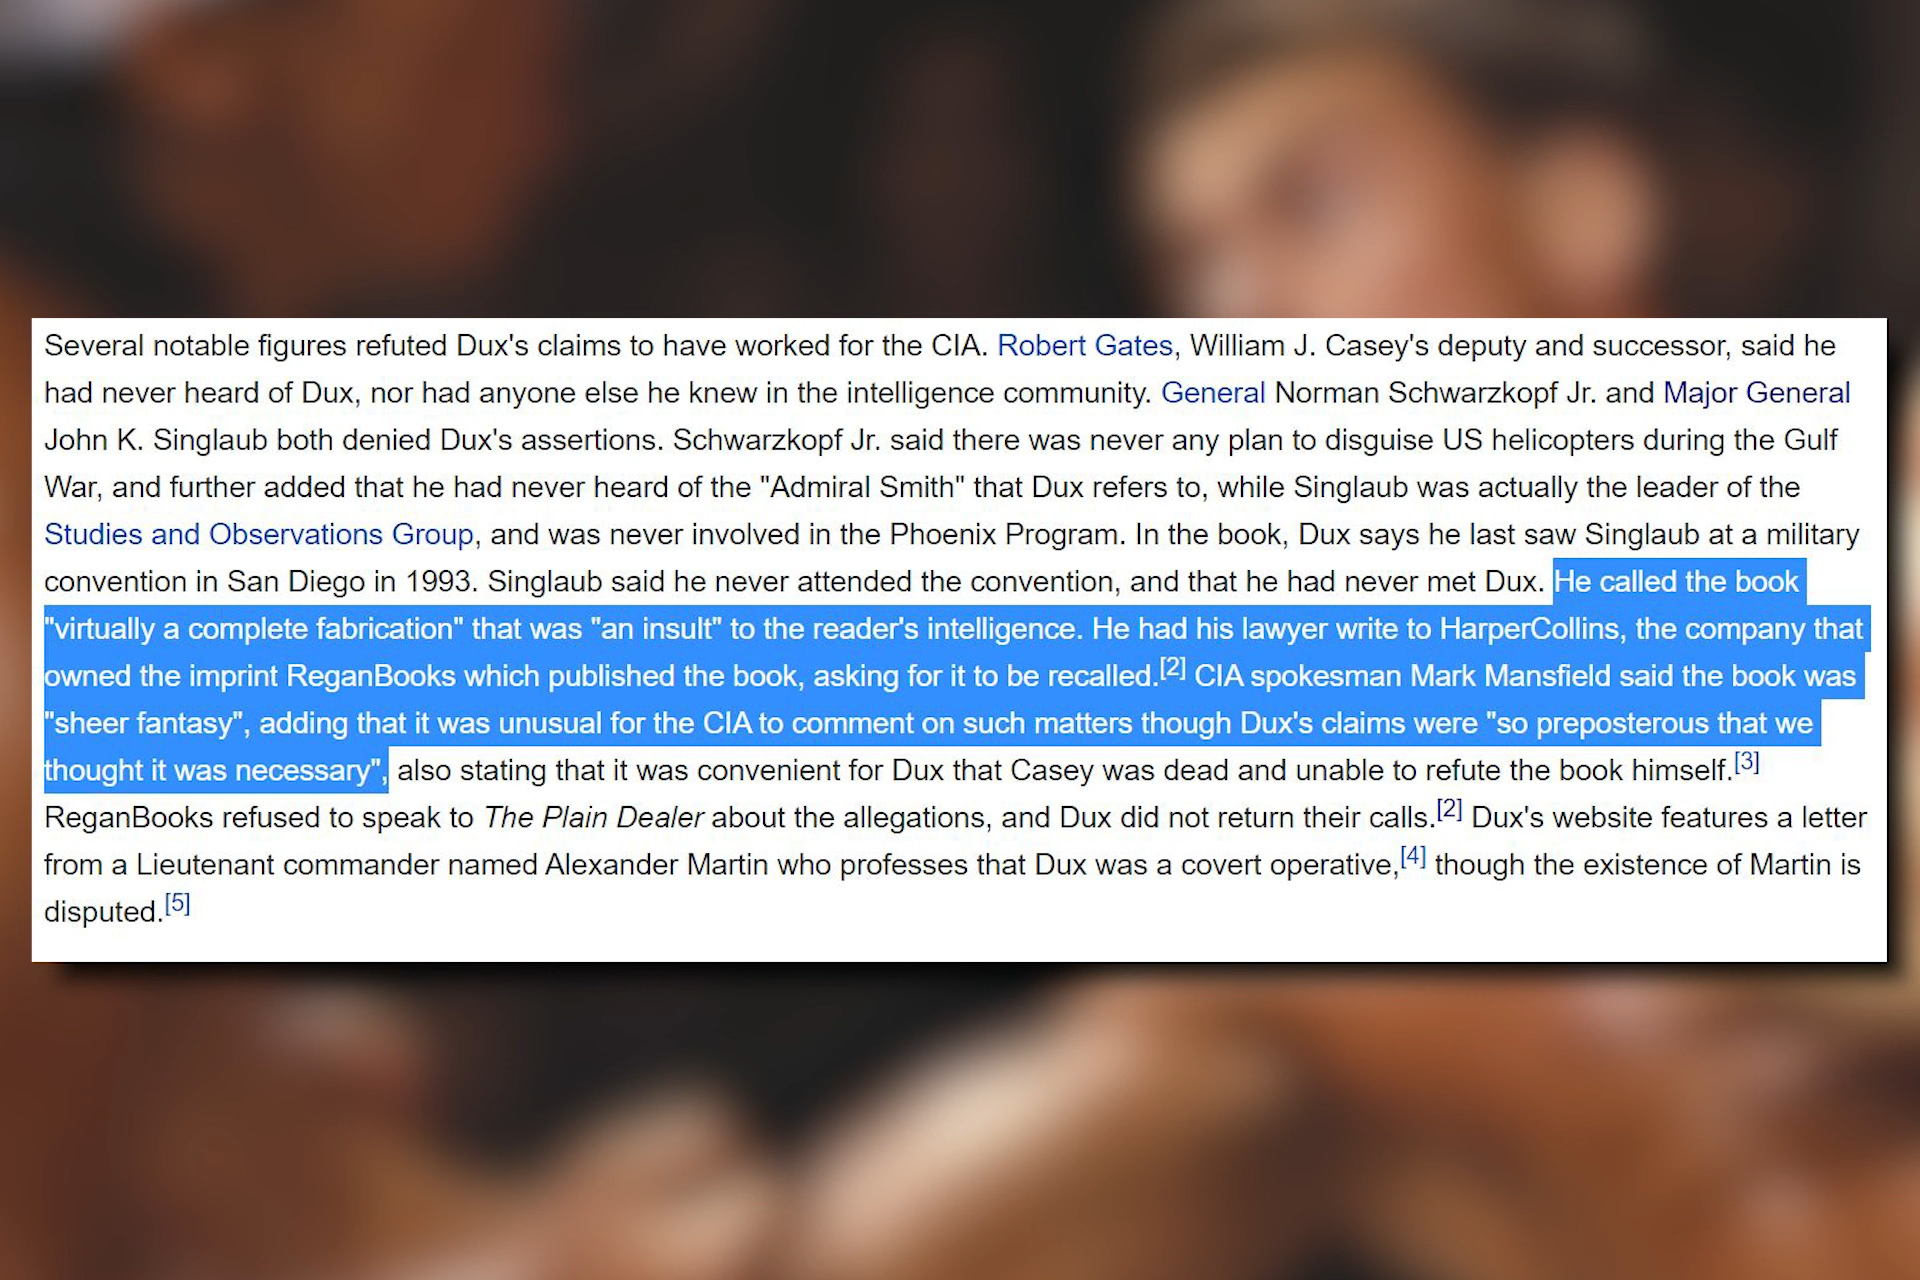 Several notable figures refuted Dux's claims to have worked for the CIA. Robert Gates, William J. Casey's deputy and successor, said he
had never heard of Dux, nor had anyone else he knew in the intelligence community. General Norman Schwarzkopf Jr. and Major General
John K. Singlaub both denied Dux's assertions. Schwarzkopf Jr. said there was never any plan to disguise US helicopters during the Gulf
War, and further added that he had never heard of the "Admiral Smith" that Dux refers to, while Singlaub was actually the leader of the
Studies and Observations Group, and was never involved in the Phoenix Program. In the book, Dux says he last saw Singlaub at a military
convention in San Diego in 1993. Singlaub said he never attended the convention, and that he had never met Dux. He called the book
"virtually a complete fabrication" that was "an insult" to the reader's intelligence. He had his lawyer write to HarperCollins, the company that
owned the imprint ReganBooks which published the book, asking for it to be recalled.[2] CIA spokesman Mark Mansfield said the book was
"sheer fantasy", adding that it was unusual for the CIA to comment on such matters though Dux's claims were "so preposterous that we
thought it was necessary", also stating that it was convenient for Dux that Casey was dead and unable to refute the book himself.[3]
ReganBooks refused to speak to The Plain Dealer about the allegations, and Dux did not return their calls.[2] Dux's website features a letter
from a Lieutenant commander named Alexander Martin who professes that Dux was a covert operative,[4] though the existence of Martin is
disputed.[5]